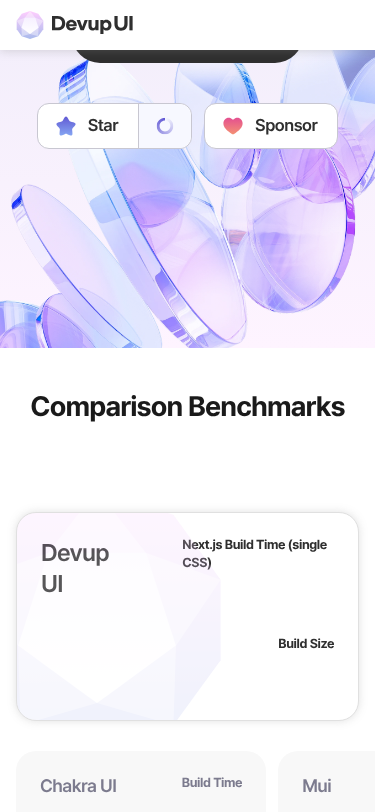 Devup UI
Star
Sponsor
Comparison Benchmarks
Devup
UI
Next.js Build Time (single
CSS)
Build Size
Chakra UI
Build Time
Mui